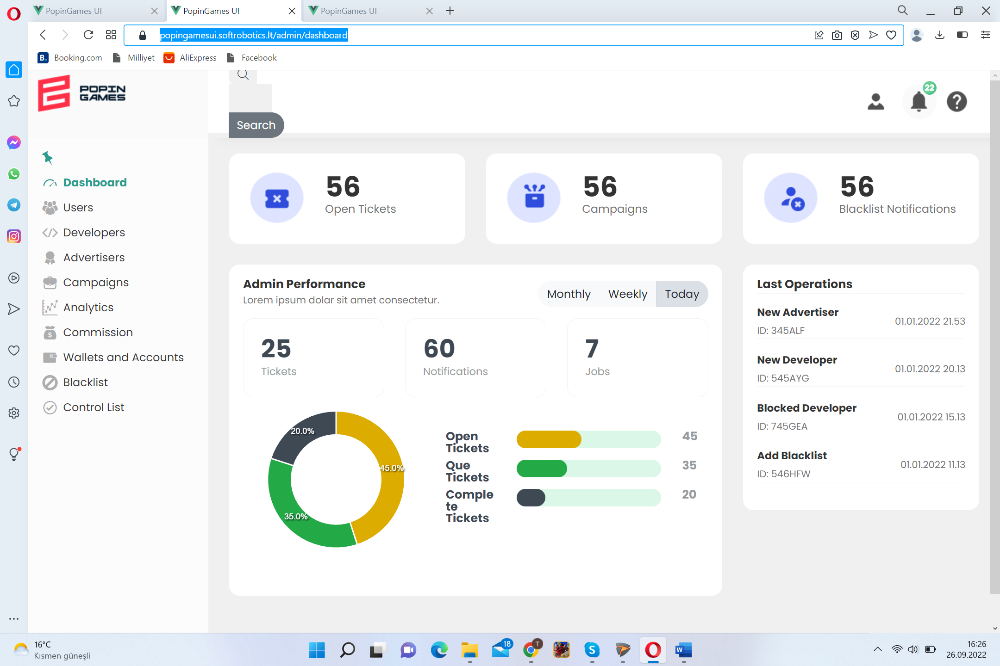 PopinGames UI
PopinGames UI
PopinGames UI
popingamesui.softrobotics.lt/admin/dashboard
B. Booking.com
Milliyet
AliExpress
Facebook
POPIN
GAMES
Search
22
Dashboard
Users
Developers
Advertisers
Campaigns
Analytics
Commission
Wallets and Accounts
Blacklist
Control List
56
Open Tickets
56
Campaigns
56
Blacklist Notifications
Admin Performance
Lorem ipsum dolar sit amet consectetur.
Monthly
Weekly
Today
25
Tickets
60
Notifications
7
Jobs
20.0%
45.0%
35.0%
Open
Tickets
45
Que
Tickets
35
Comple
te
Tickets
20
Last Operations
New Advertiser
ID: 345ALF
01.01.2022 21.53
New Developer
ID: 545AYG
01.01.2022 20.13
Blocked Developer
ID: 745GEA
01.01.2022 15.13
Add Blacklist
ID: 546HFW
01.01.2022 11.13
16°C
Kısmen güneşli
18
T
S
W
16:26
26.09.2022